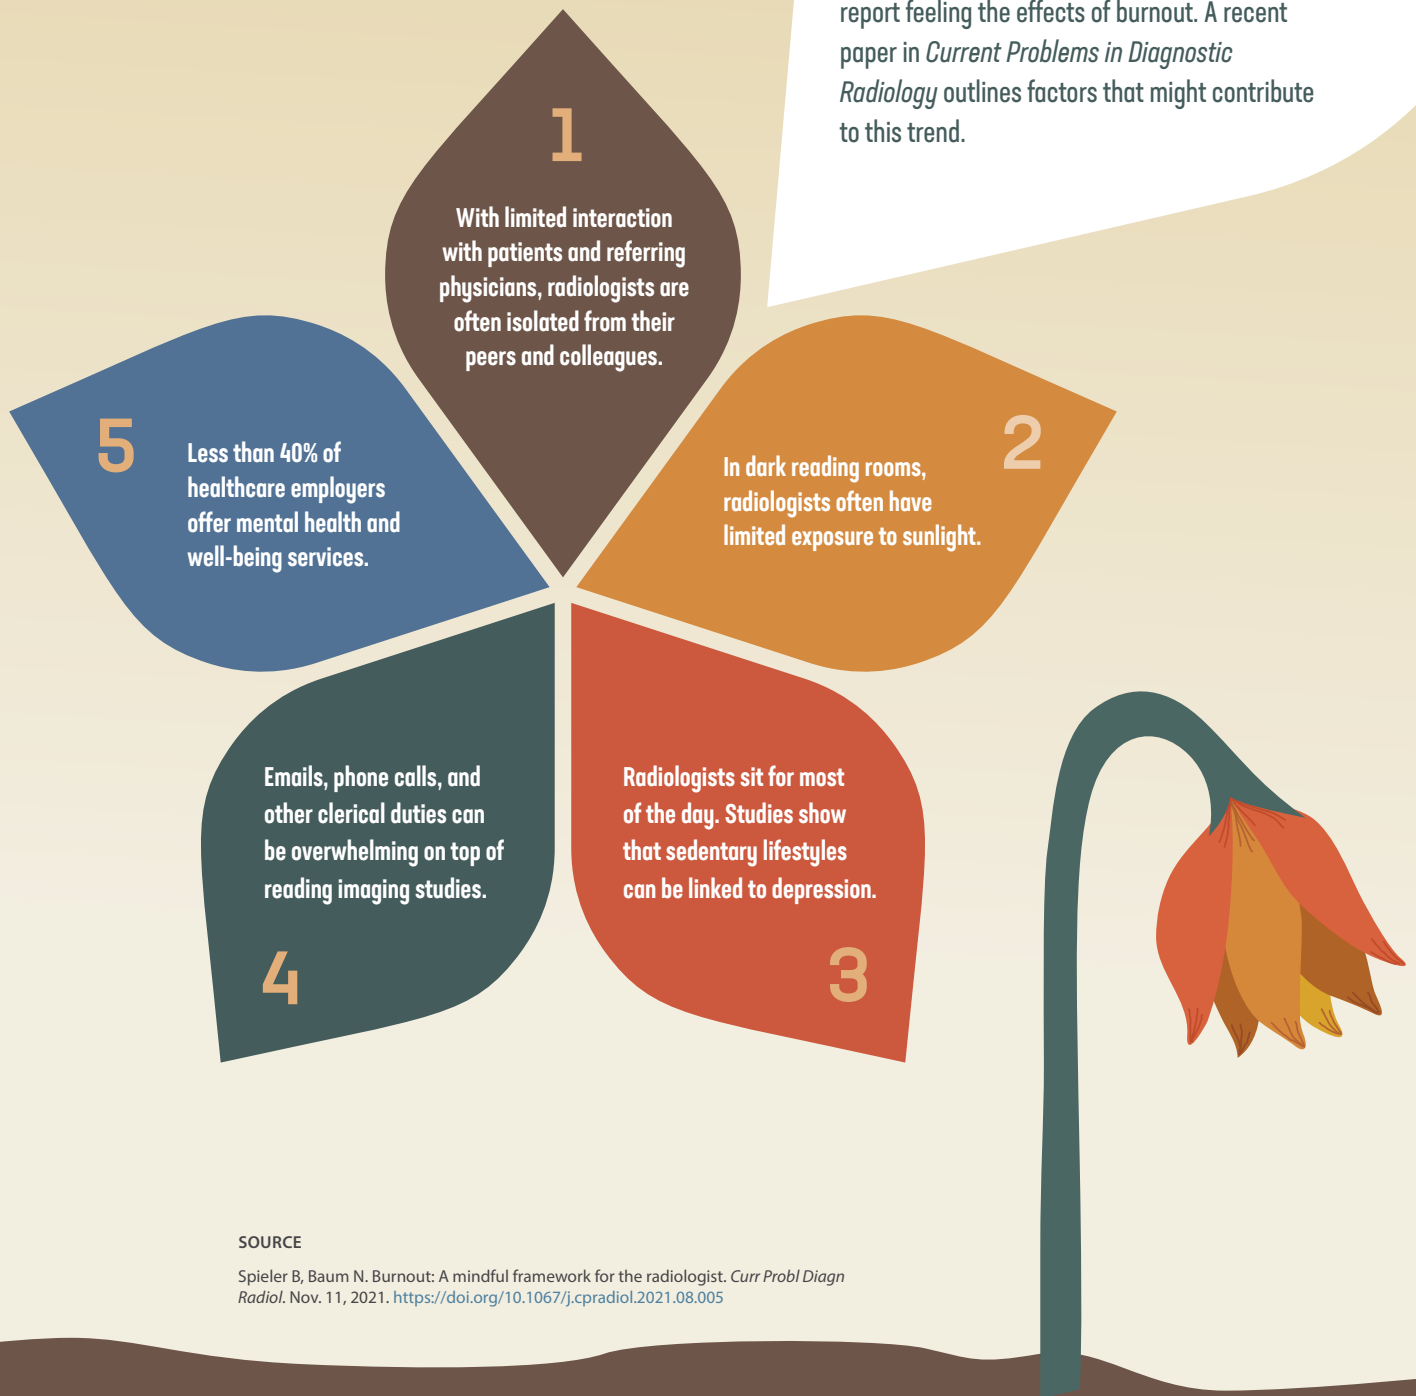 report feeling the effects of burnout. A recent
paper in Current Problems in Diagnostic
Radiology outlines factors that might contribute
to this trend.
1
With limited interaction
with patients and referring
physicians, radiologists are
often isolated from their
peers and colleagues.
2
In dark reading rooms,
radiologists often have
limited exposure to sunlight.
Radiologists sit for most
of the day. Studies show
that sedentary lifestyles
can be linked to depression.
3
Emails, phone calls, and
other clerical duties can
be overwhelming on top of
reading imaging studies.
4
5
Less than 40% of
healthcare employers
offer mental health and
well-being services.
SOURCE
Spieler B, Baum N. Burnout: A mindful framework for the radiologist. Curr Probl Diagn
Radiol. Nov. 11, 2021. https://doi.org/10.1067/j.cpradiol.2021.08.005